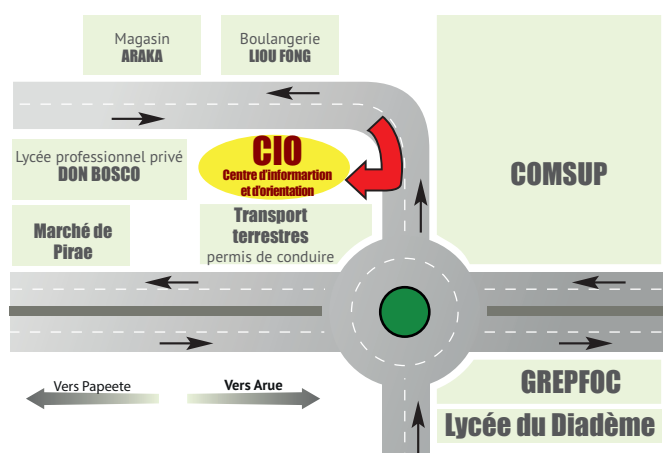 Magasin
ARAKA
Boulangerie
LIOU FONG
Lycée professionnel privé
DON BOSCO
CIO
Centre d'informartion
et d'orientation
COMSUP
Marché de
Pirae
Transport
terrestres
permis de conduire
GREPFOC
Lycée du Diadème
Vers Papeete
Vers Arue